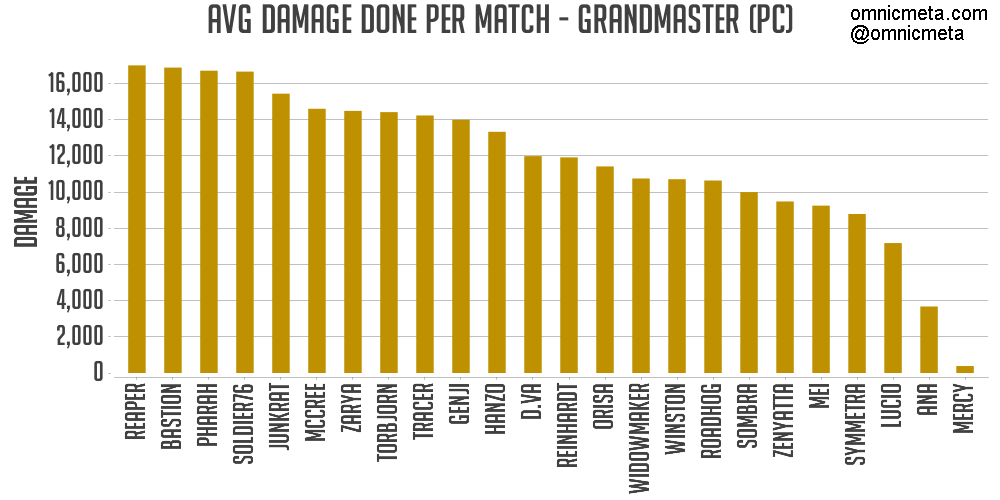 AVG DAMAGE DONE PER MATCH - GRANDMASTER (PC)
omnicmeta.com
@omnicmeta
DAMAGE
16,000
14,000
12,000
10,000
8,000
6,000
4,000
2,000
0
REAPER
BASTION
PHARAH
SOLDIER76
JUNKRAT
MCCREE
ZARYA
TORBJORN
TRACER
GENJI
HANZO
D.VA
REINHARDT
ORISA
WIDOWMAKER
WINSTON
ROADHOG
SOMBRA
ZENYATTA
MEI
SYMMETRA
LUCIO
ANA
MERCY